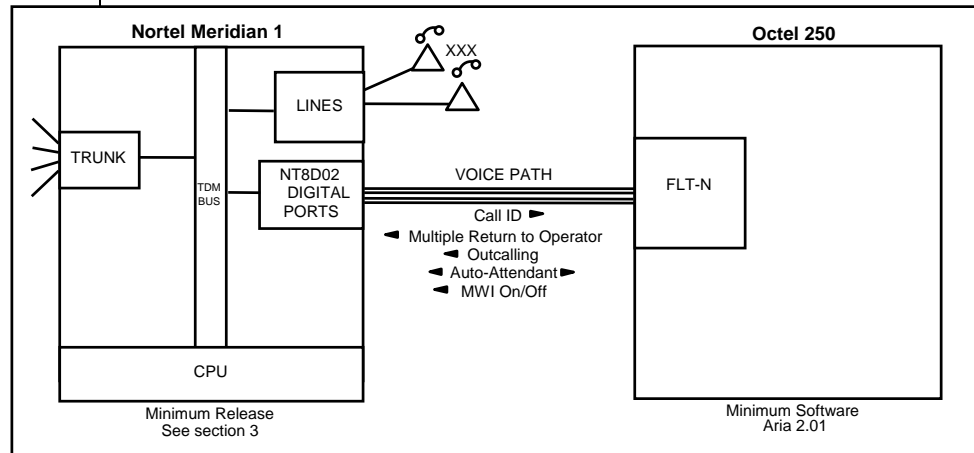 Nortel Meridian 1
Octel 250
XXX
LINES
TRUNK
TDM
BUS
NT8D02
DIGITAL
PORTS
VOICE PATH
FLT-N
Call ID
Multiple Return to Operator
Outcalling
Auto-Attendant
MWI On/Off
CPU
Minimum Release
See section 3
Minimum Software
Aria 2.01